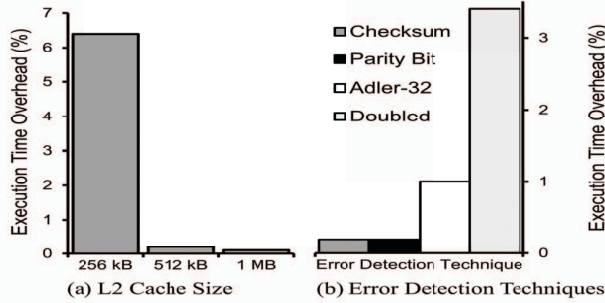 Execution Time Overhead (%)
7
6
5
4
3
2
1
0
256 kB 512 kB 1 MB
(a) L2 Cache Size
Checksum
Parity Bit
Adler-32
Doubled
Execution Time Overhead (%)
3
2
1
0
Error Detection Technique
(b) Error Detection Techniques